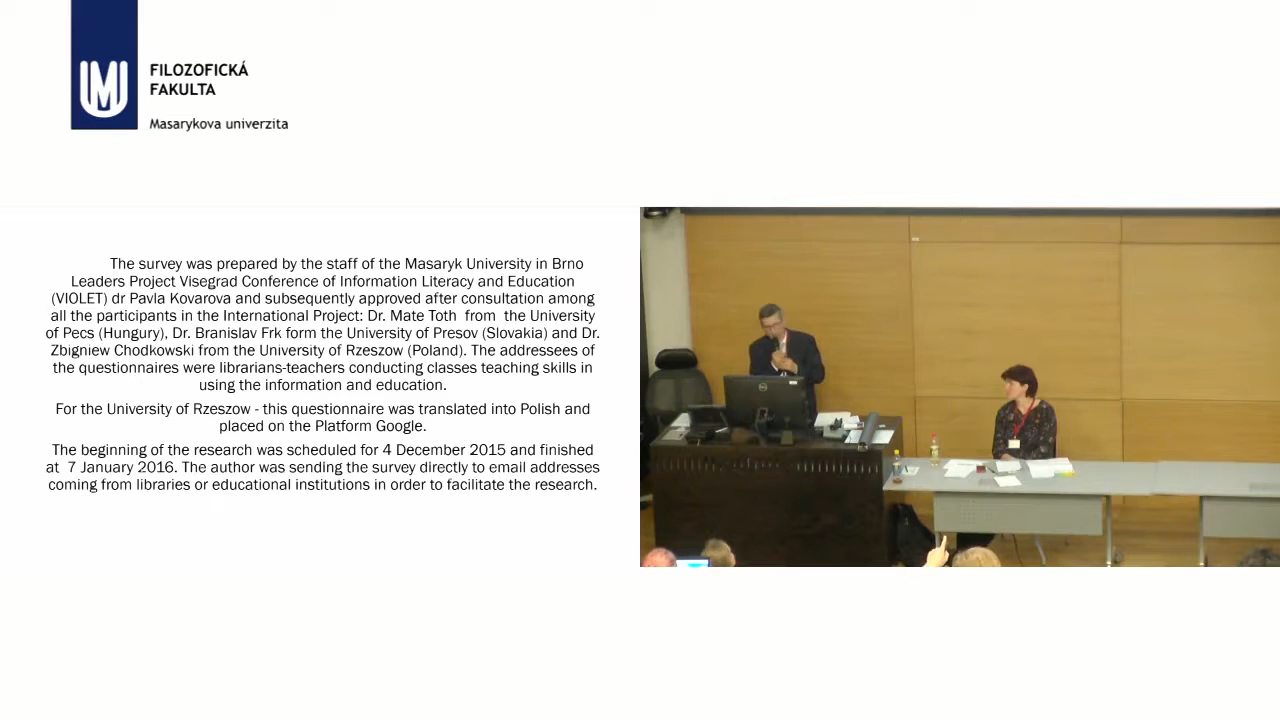 FILOZOFICKÁ
FAKULTA
Masarykova univerzita
The survey was prepared by the staff of the Masaryk University in Brno
Leaders Project Visegrad Conference of Information Literacy and Education
(VIOLET) dr Pavla Kovarova and subsequently approved after consultation among
all the participants in the International Project: Dr. Mate Toth from the University
of Pecs (Hungury), Dr. Branislav Frk form the University of Presov (Slovakia) and Dr.
Zbigniew Chodkowski from the University of Rzeszow (Poland). The addressees of
the questionnaires were librarians-teachers conducting classes teaching skills in
using the information and education.
For the University of Rzeszow - this questionnaire was translated into Polish and
placed on the Platform Google.
The beginning of the research was scheduled for 4 December 2015 and finished
at 7 January 2016. The author was sending the survey directly to email addresses
coming from libraries or educational institutions in order to facilitate the research.